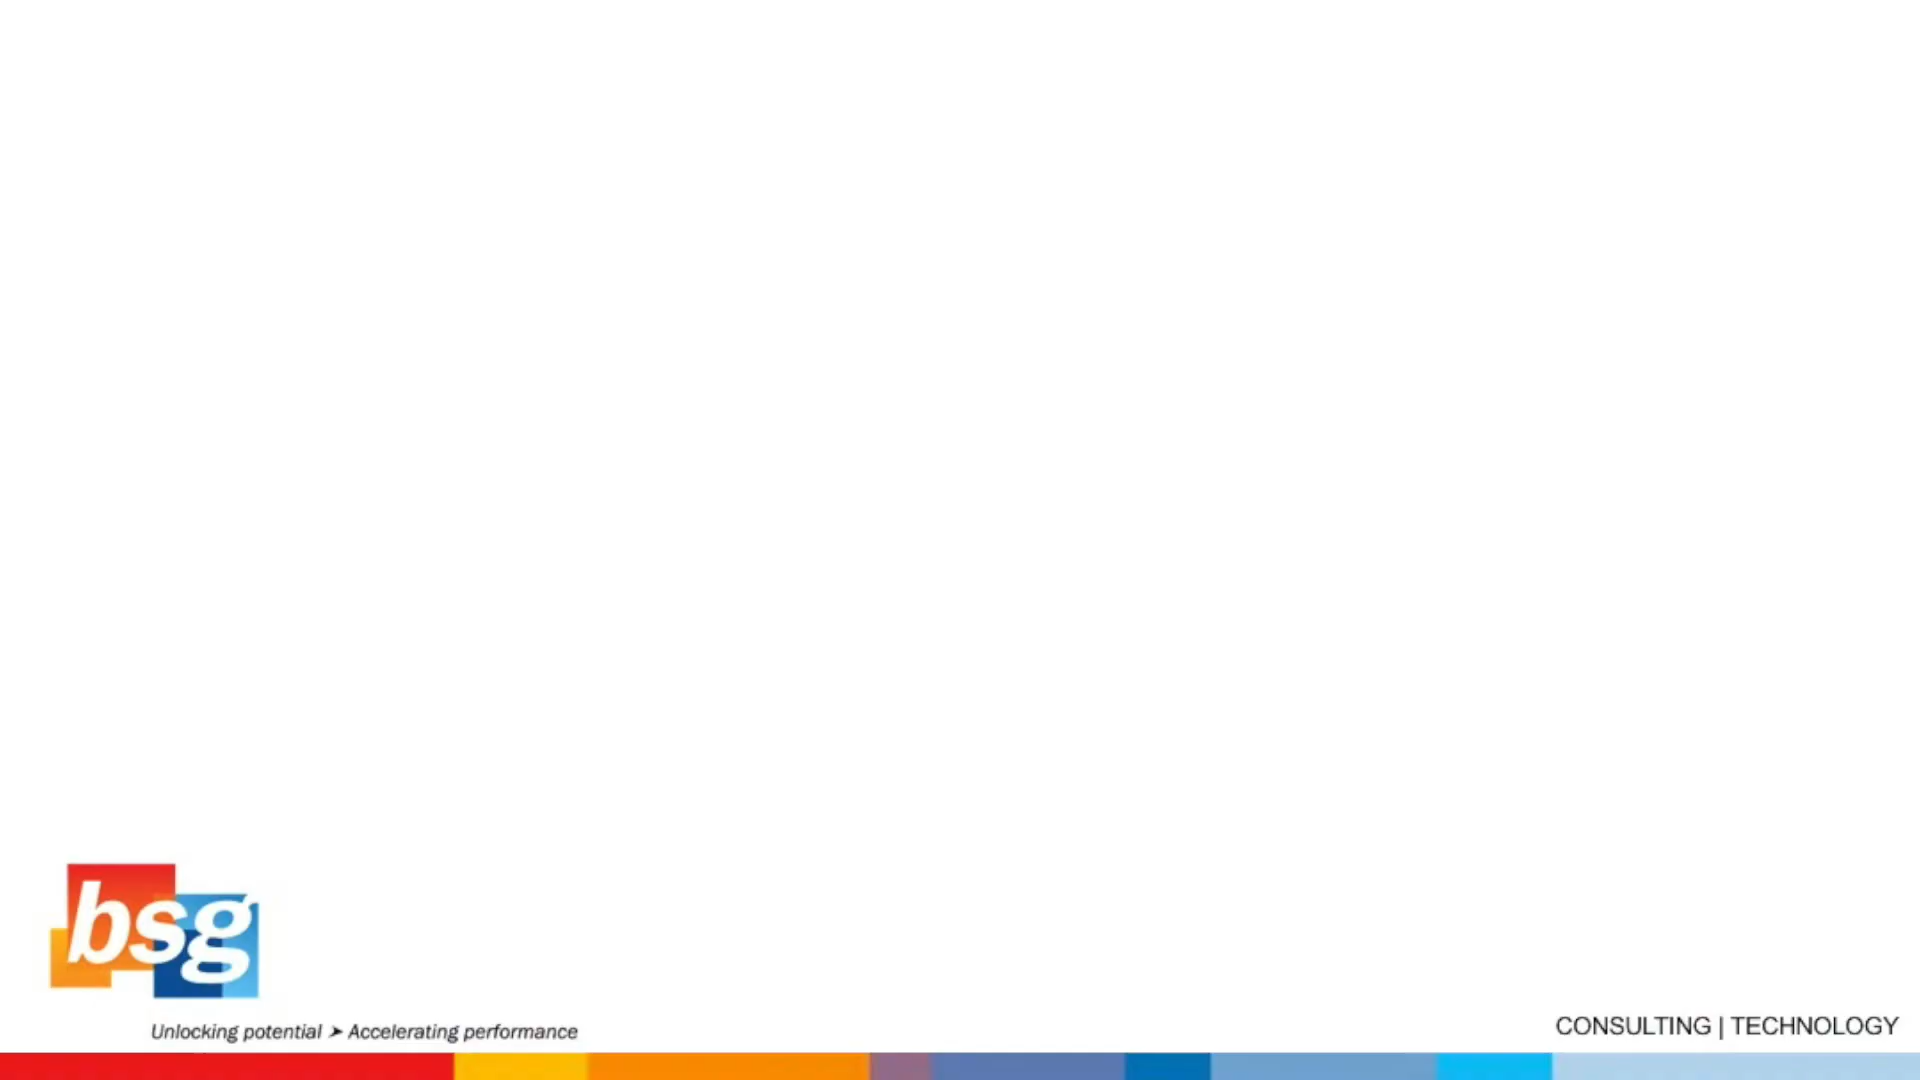 bsg
Unlocking potential ➤ Accelerating performance
CONSULTING | TECHNOLOGY